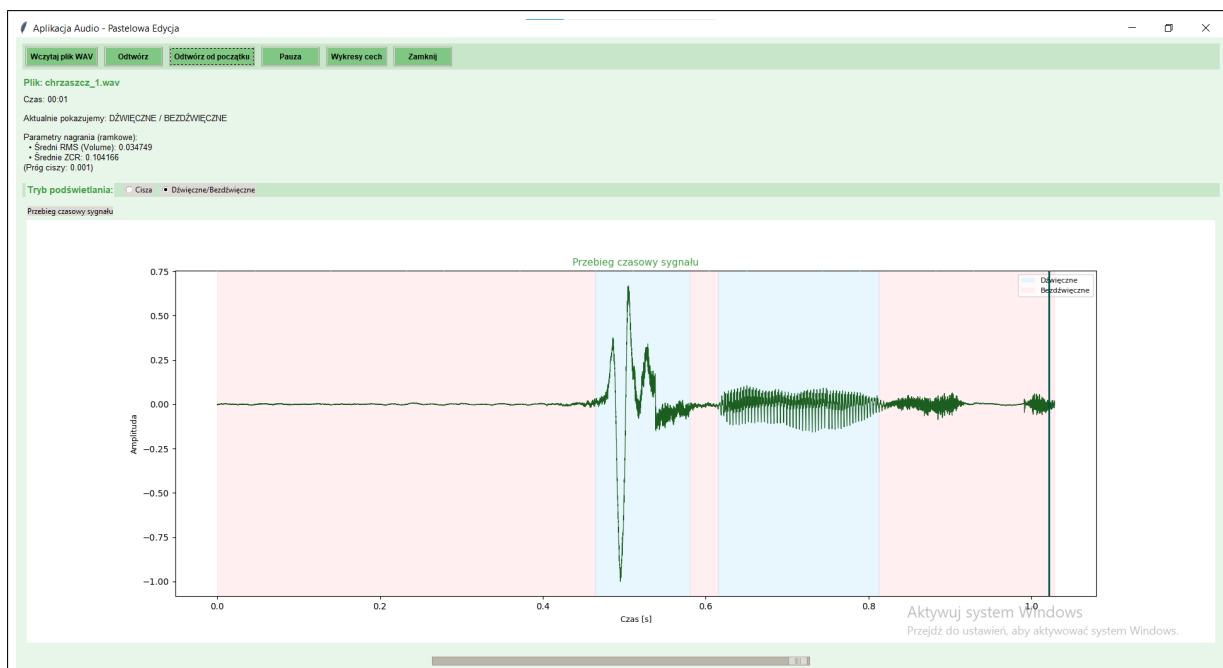 Aplikacja Audio - Pastelowa Edycja
Wczytaj plik WAV Odtwórz Odtwórz od początku Pauza Wykresy cech Zamknij
Plik: chrzaszcz_1.wav
Czas: 00:01
Aktualnie pokazujemy: DŹWIĘCZNE / BEZDŹWIĘCZNE
Parametry nagrania (ramkowe):
• Średni RMS (Volume): 0.034749
• Średnie ZCR: 0.104166
(Próg ciszy: 0.001)
Tryb podświetlania: Cisza Dźwięczne/Bezdźwięczne
Przebieg czasowy sygnału
Przebieg czasowy sygnału
Dźwięczne
Bezdźwięczne
Amplituda
0.75
0.50
0.25
0.00
−0.25
−0.50
−0.75
−1.00
0.0 0.2 0.4 0.6 0.8 1.0
Czas [s]
Aktywuj system Windows
Przejdź do ustawień, aby aktywować system Windows.